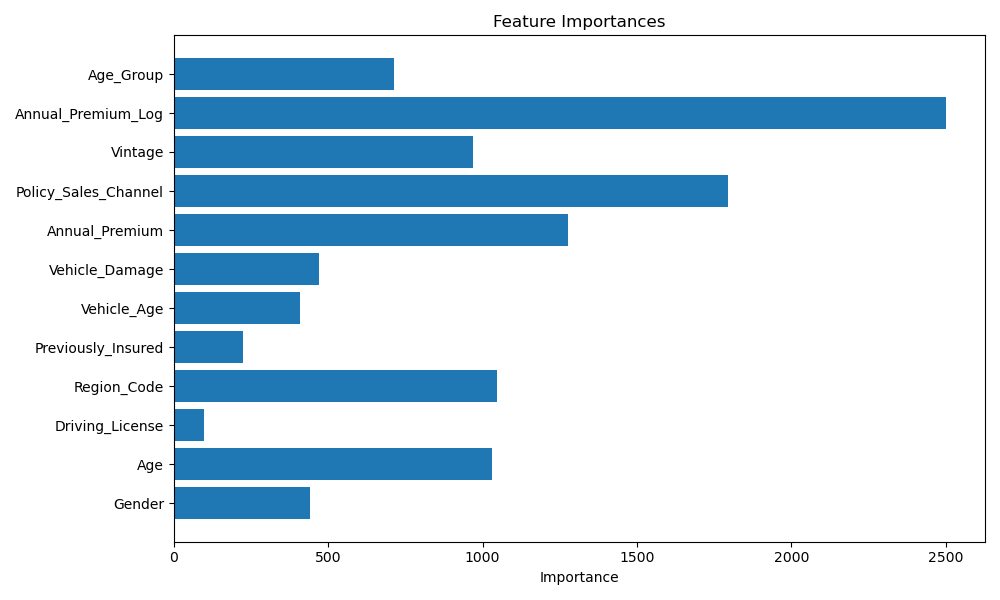 Feature Importances
Age_Group
Annual_Premium_Log
Vintage
Policy_Sales_Channel
Annual_Premium
Vehicle_Damage
Vehicle_Age
Previously_Insured
Region_Code
Driving_License
Age
Gender
0 500 1000 1500 2000 2500
Importance